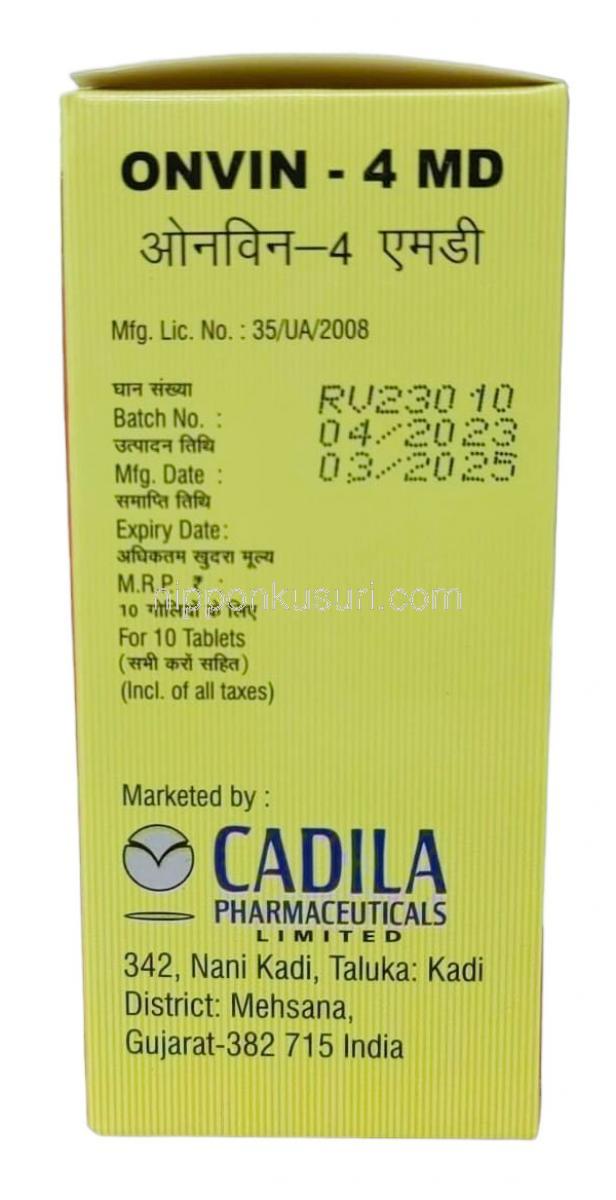 ONVIN - 4 MD
ओनविन-4 एमडी
Mfg. Lic. No. : 35/UA/2008
घान संख्या
Batch No. :
उत्पादन तिथि
Mfg. Date :
समाप्ति तिथि
Expiry Date:
अधिकतम खुदरा मूल्य
M.R.P. ₹ :
10 गोलियों के लिए
For 10 Tablets
(सभी करों सहित)
(Incl. of all taxes)
RV23010
04/2023
03/2025
nipponkusuri.com
Marketed by :
CADILA
PHARMACEUTICALS
LIMITED
342, Nani Kadi, Taluka: Kadi
District: Mehsana,
Gujarat-382 715 India